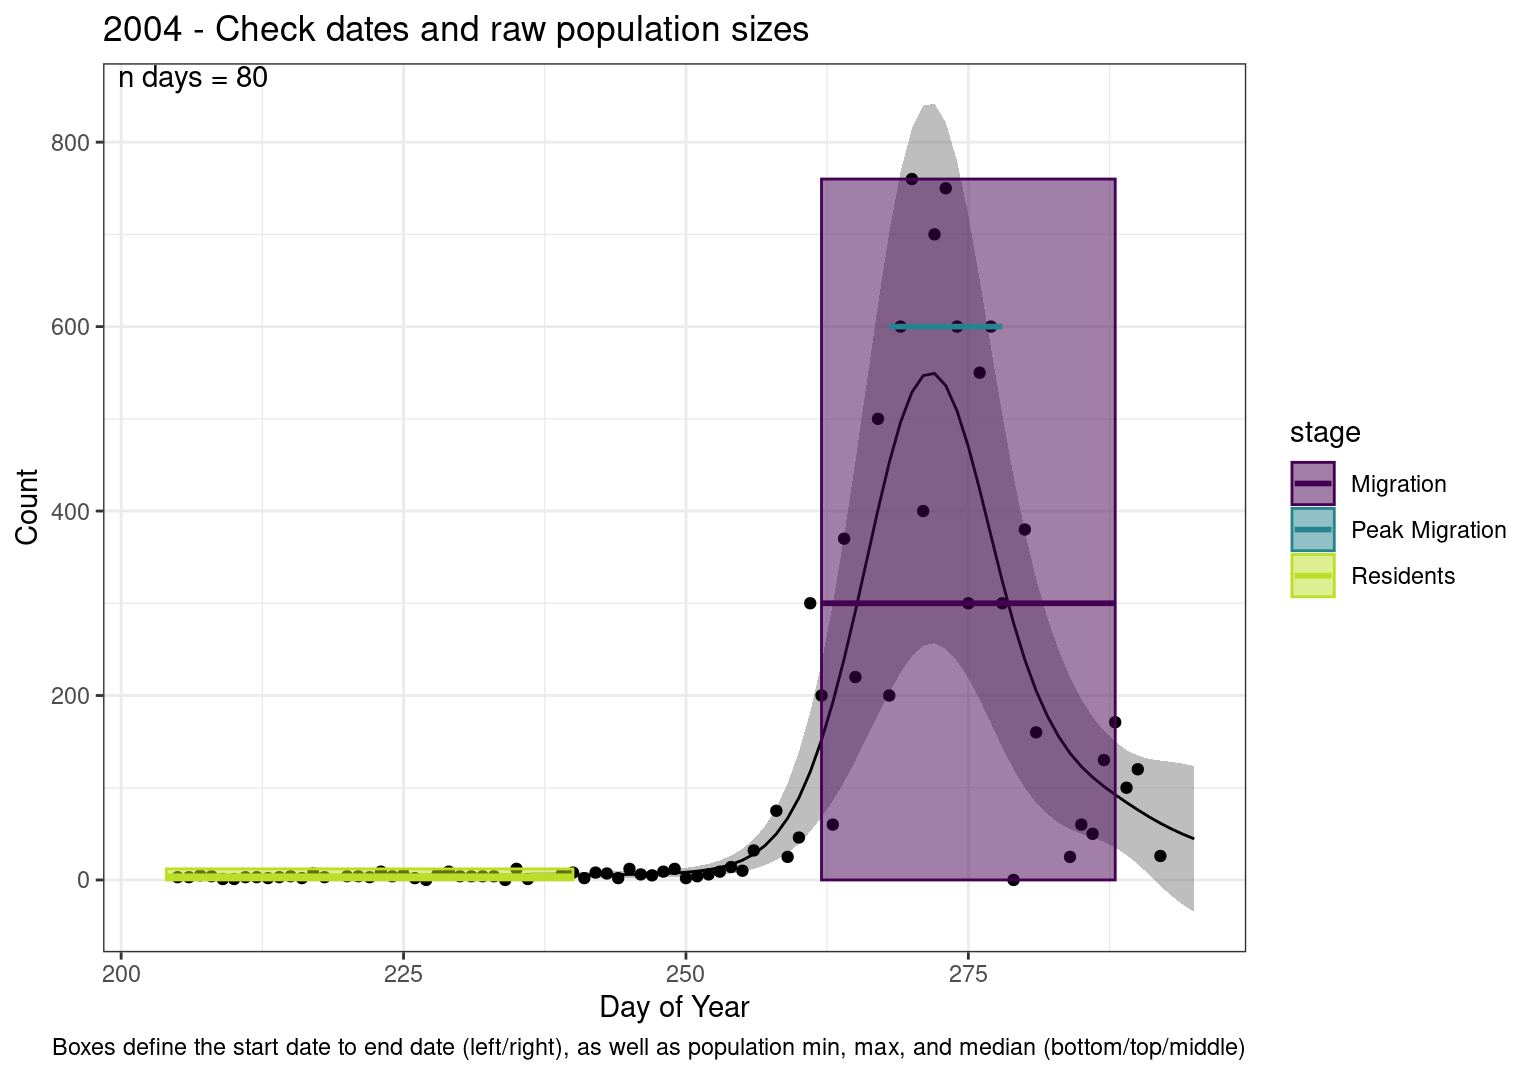 2004 - Check dates and raw population sizes
n days = 80
800
600
400
200
0
Count
200 225 250 275
Day of Year
stage
Migration
Peak Migration
Residents
Boxes define the start date to end date (left/right), as well as population min, max, and median (bottom/top/middle)